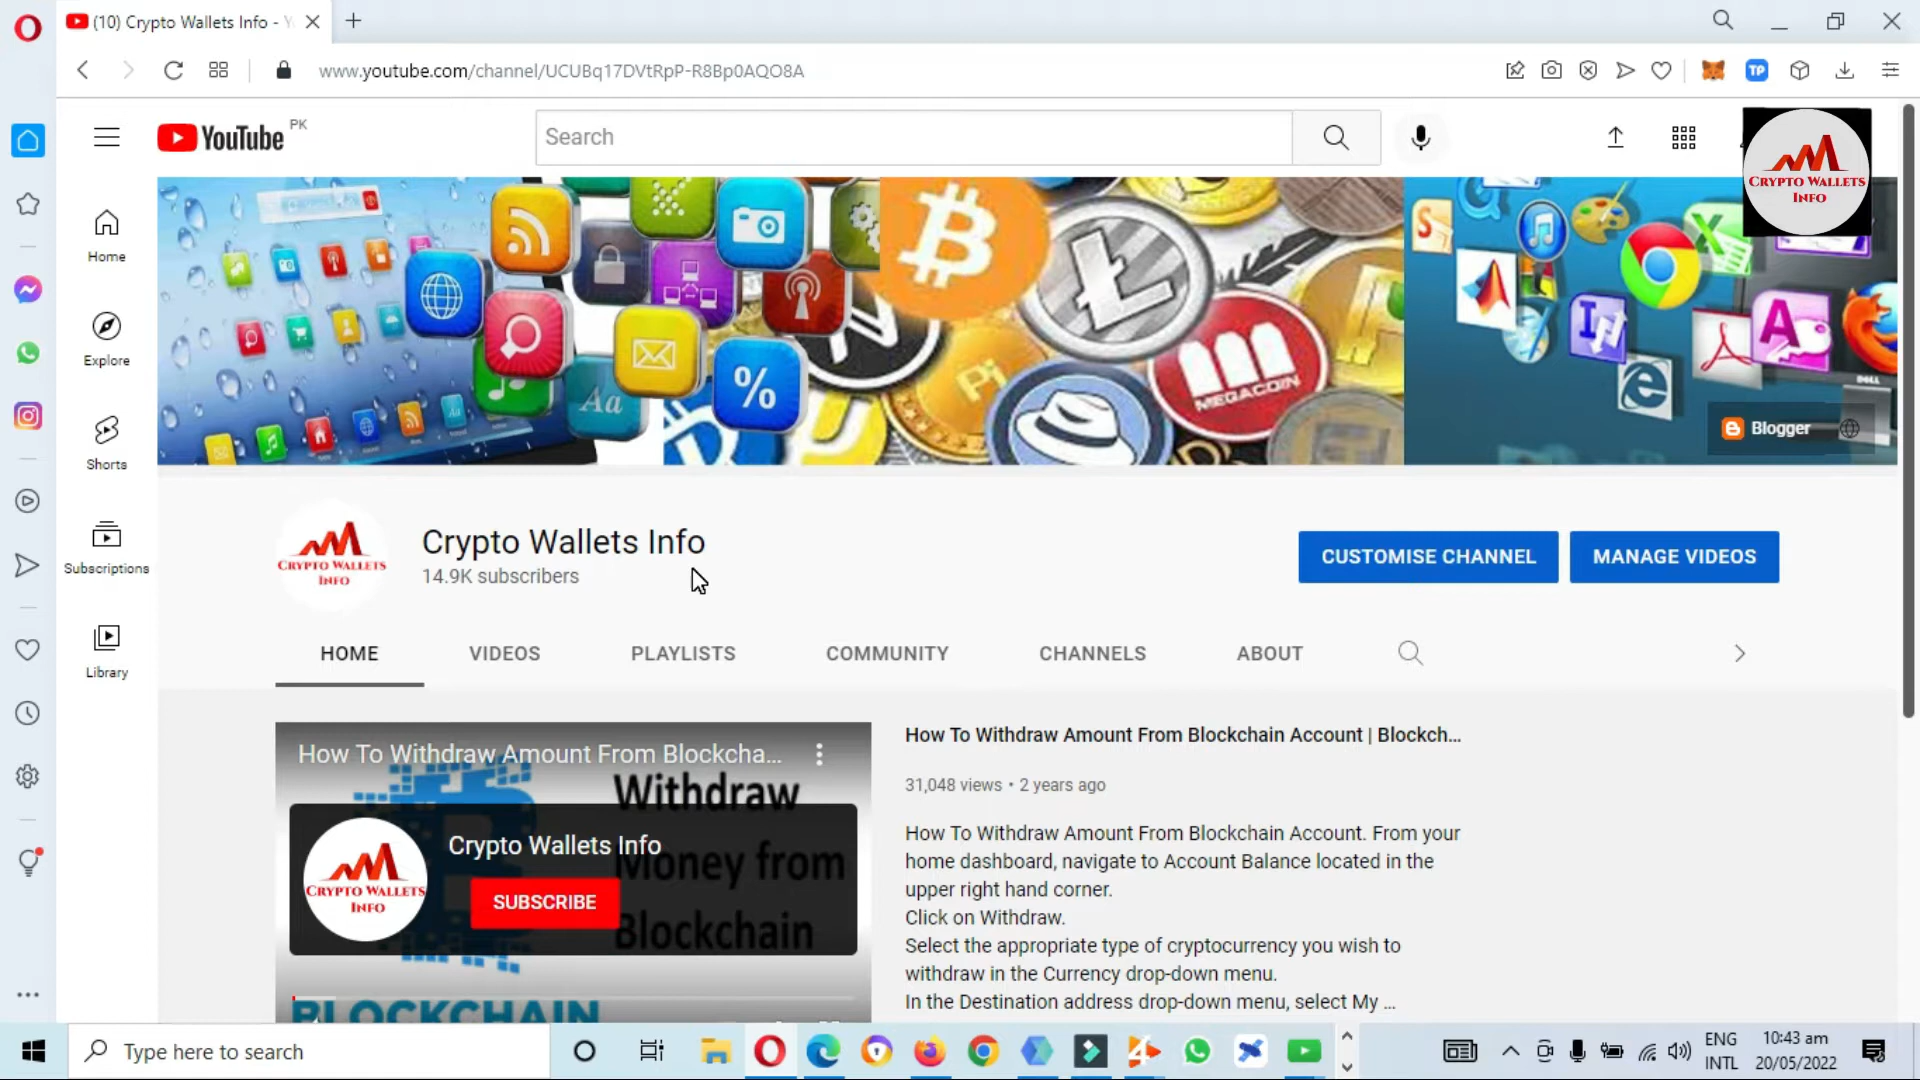 (10) Crypto Wallets Info - Y
www.youtube.com/channel/UCUBq17DVtRpP-R8Bp0AQO8A
TP
YouTube PK
Search
CRYPTO WALLETS
INFO
Home
Explore
Shorts
Subscriptions
Library
Aa
%
Pi
MEGACOIN
DELL
Blogger
CRYPTO WALLETS
INFO
Crypto Wallets Info
14.9K subscribers
CUSTOMISE CHANNEL
MANAGE VIDEOS
HOME
VIDEOS
PLAYLISTS
COMMUNITY
CHANNELS
ABOUT
How To Withdraw Amount From Blockcha...
Withdraw
Money from
Blockchain
BLOCKCHAIN
CRYPTO WALLETS
INFO
Crypto Wallets Info
SUBSCRIBE
How To Withdraw Amount From Blockchain Account | Blockch...
31,048 views • 2 years ago
How To Withdraw Amount From Blockchain Account. From your
home dashboard, navigate to Account Balance located in the
upper right hand corner.
Click on Withdraw.
Select the appropriate type of cryptocurrency you wish to
withdraw in the Currency drop-down menu.
In the Destination address drop-down menu, select My ...
Type here to search
ENG
INTL
10:43 am
20/05/2022